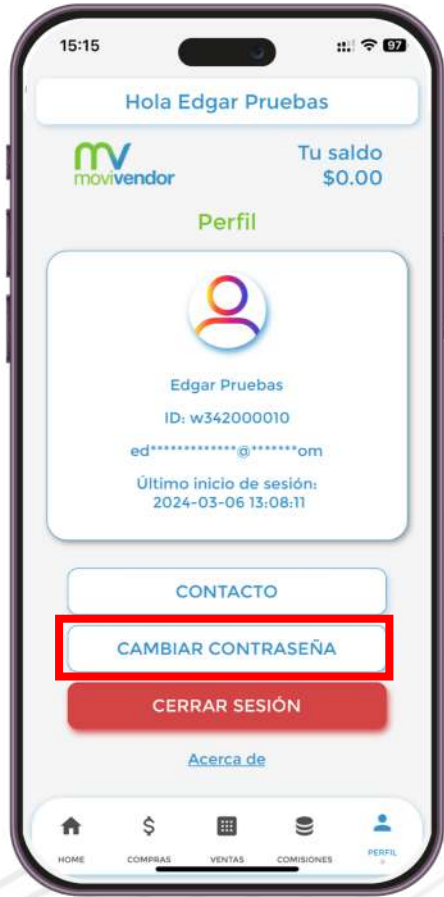 15:15
97
Hola Edgar Pruebas
mv
movivendor
Tu saldo
$0.00
Perfil
Edgar Pruebas
ID: w342000010
ed*************@*******om
Último inicio de sesión:
2024-03-06 13:08:11
CONTACTO
CAMBIAR CONTRASEÑA
CERRAR SESIÓN
Acerca de
HOME
COMPRAS
VENTAS
COMISIONES
PERFIL